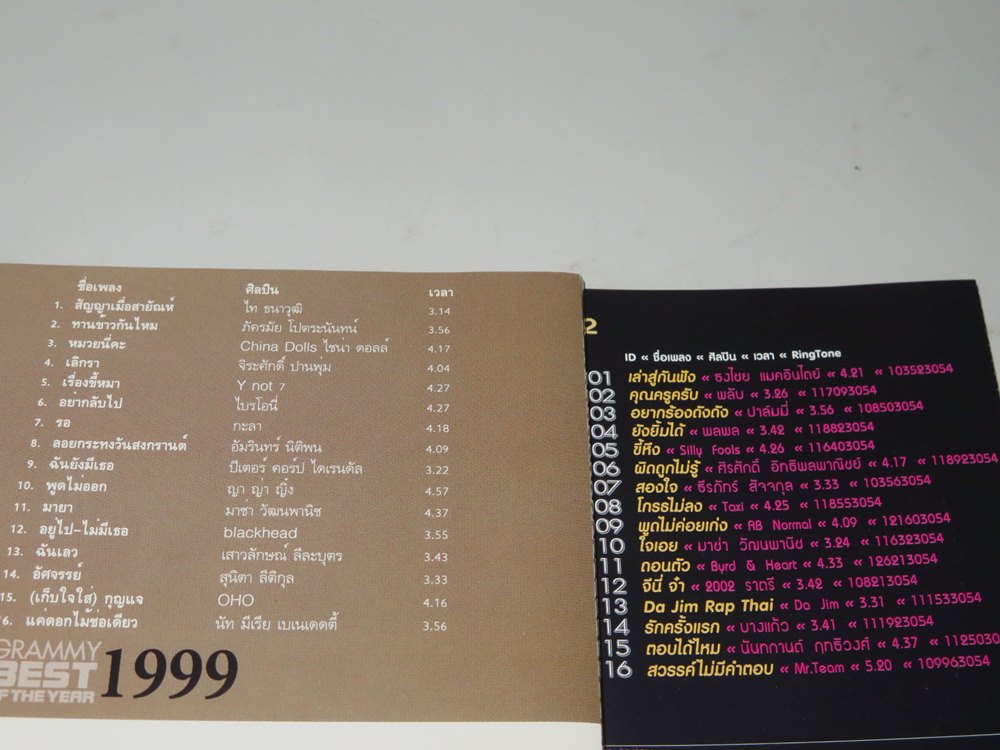 ชื่อเพลง ศิลปิน เวลา
1. สัญญาเมื่อสายัณห์ ไท ธนาวุฒิ 3.14
2. ทานข้าวกันไหม ภัครมัย โปตระนันทน์ 3.56
3. หมวยนี่คะ China Dolls ไชน่า ดอลล์ 4.17
4. เลิกรา จิระศักดิ์ ปานพุ่ม 4.04
5. เรื่องขี้หมา Y not 7 4.27
6. อย่ากลับไป ไบรโอนี่ 4.27
7. รอ กะลา 4.18
8. ลอยกระทงวันสงกรานต์ อัมรินทร์ นิติพน 4.09
9. ฉันยังมีเธอ ปีเตอร์ คอร์ป ไดเรนดัล 3.22
10. พูดไม่ออก ญา ญ่า ญิ๋ง 4.57
11. มายา มาช่า วัฒนพานิช 4.37
12. อยู่ไป-ไม่มีเธอ blackhead 3.55
13. ฉันเลว เสาวลักษณ์ ลีละบุตร 3.43
14. อัศจรรย์ สุนิตา ลีติกุล 3.33
15. (เก็บใจใส่) กุญแจ OHO 4.16
16. แค่ดอกไม้ช่อเดียว นัท มีเรีย เบเนเดดตี้ 3.56
GRAMMY
BEST
OF THE YEAR
1999
2
ID « ชื่อเพลง « ศิลปิน « เวลา « RingTone
01 เล่าสู่กันฟัง « ธงไชย แมคอินไตย์ « 4.21 « 103523054
02 คุณครูครับ « พลับ « 3.26 « 117093054
03 อยากร้องดังดัง « ปาล์มมี่ « 3.56 « 108503054
04 ยังยิ้มได้ « พลพล « 3.42 « 118823054
05 ขี้หึง « Silly Fools « 4.26 « 116403054
06 ผิดถูกไม่รู้ « ศิรศักดิ์ อิทธิพลพาณิชย์ « 4.17 « 118923054
07 สองใจ « ธีรภัทร์ สัจจกุล « 3.33 « 103563054
08 โกรธไม่ลง « Taxi « 4.25 « 118553054
09 พูดไม่ค่อยเก่ง « AB Normal « 4.09 « 121603054
10 ใจเอย « มาช่า วัฒนพานิช « 3.24 « 116323054
11 ถอนตัว « Byrd & Heart « 4.33 « 126213054
12 จีนี่ จ๋า « 2002 ราตรี « 3.42 « 108213054
13 Da Jim Rap Thai « Da Jim « 3.31 « 111533054
14 รักครั้งแรก « บางแก้ว « 3.41 « 111923054
15 ตอบได้ไหม « นันทกานต์ ฤทธิวงศ์ « 4.37 « 1125030
16 สวรรค์ไม่มีคำตอบ « Mr.Team « 5.20 « 109963054